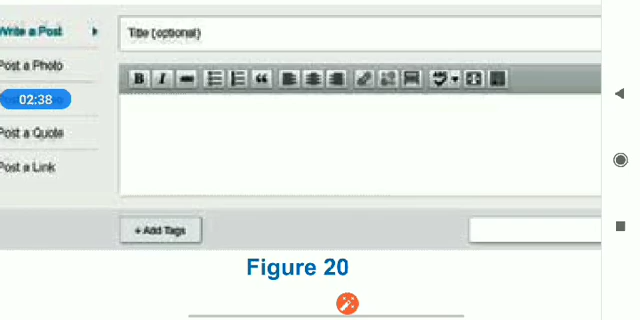 Write a Post
Title (optional)
Post a Photo
B I
02:38
Post a Quote
Post a Link
+ Add Tags
Figure 20